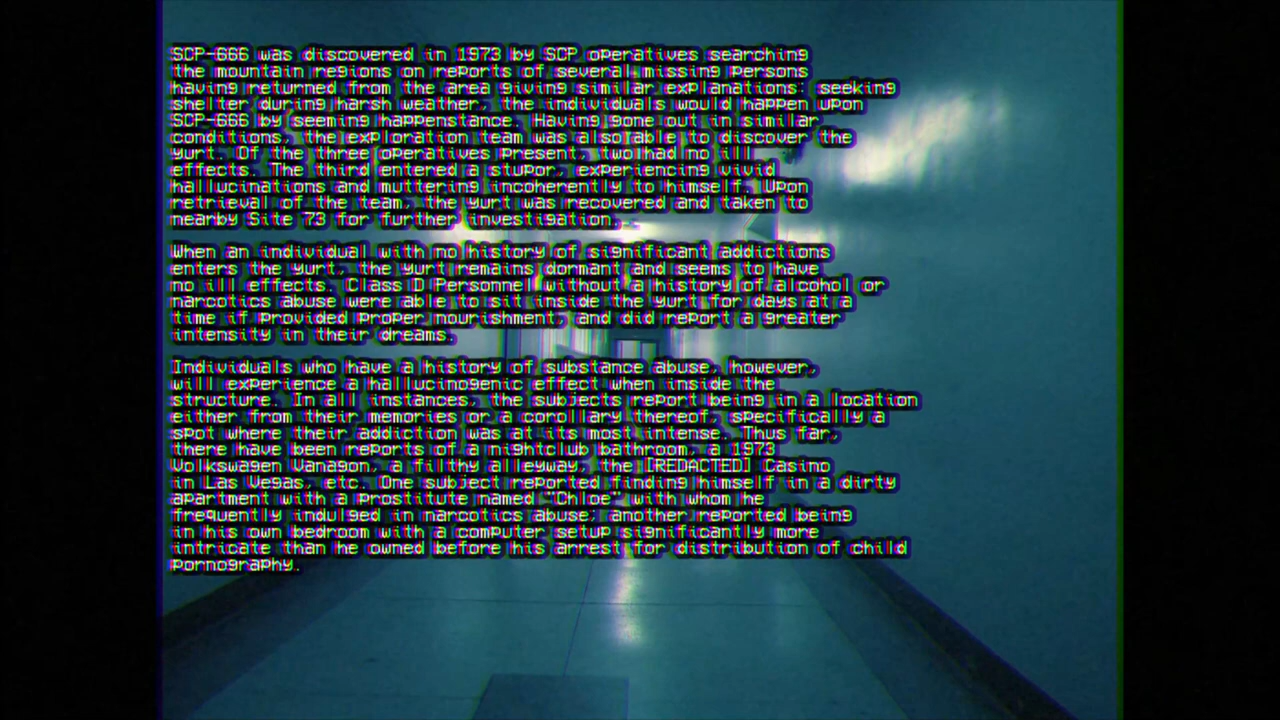 SCP-666 was discovered in 1973 by SCP operatives searching
the mountain regions on reports of several missing persons
having returned from the area giving similar explanations: seeking
shelter during harsh weather, the individuals would happen upon
SCP-666 by seeming happenstance. Having gone out in similar
conditions, the exploration team was also able to discover the
yurt. Of the three operatives present, two had no ill
effects. The third entered a stupor, experiencing vivid
hallucinations and muttering incoherently to himself. Upon
retrieval of the team, the yurt was recovered and taken to
nearby Site 73 for further investigation.
When an individual with no history of significant addictions
enters the yurt, the yurt remains dormant and seems to have
no ill effects. Class D Personnel without a history of alcohol or
narcotics abuse were able to sit inside the yurt for days at a
time if provided proper nourishment, and did report a greater
intensity in their dreams.
Individuals who have a history of substance abuse, however,
will experience a hallucinogenic effect when inside the
structure. In all instances, the subjects report being in a location
either from their memories or a corollary thereof, specifically a
spot where their addiction was at its most intense. Thus far,
there have been reports of a nightclub bathroom, a 1973
Volkswagen Vanagon, a filthy alleyway, the [REDACTED] Casino
in Las Vegas, etc. One subject reported finding himself in a dirty
apartment with a prostitute named "Chloe" with whom he
frequently indulged in narcotics abuse; another reported being
in his own bedroom with a computer setup significantly more
intricate than he owned before his arrest for distribution of child
pornography.